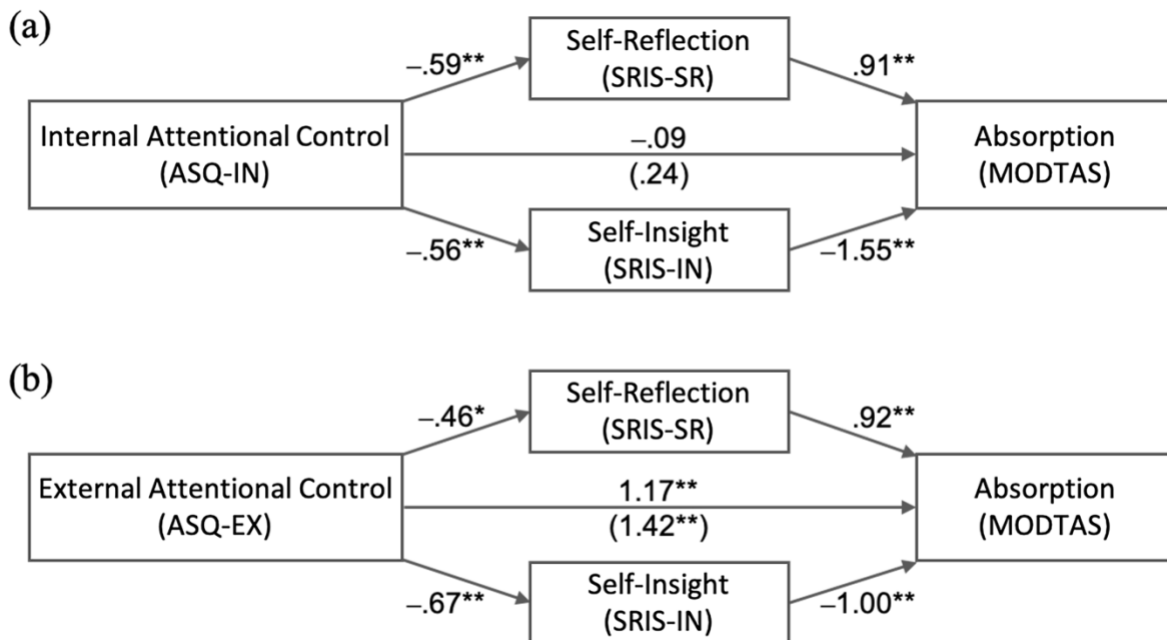 (a)
Self-Reflection
(SRIS-SR)
–.59**
.91**
Internal Attentional Control
(ASQ-IN)
–.09
(.24)
Absorption
(MODTAS)
–.56**
Self-Insight
(SRIS-IN)
–1.55**
(b)
Self-Reflection
(SRIS-SR)
–.46*
.92**
External Attentional Control
(ASQ-EX)
1.17**
(1.42**)
Absorption
(MODTAS)
–.67**
Self-Insight
(SRIS-IN)
–1.00**